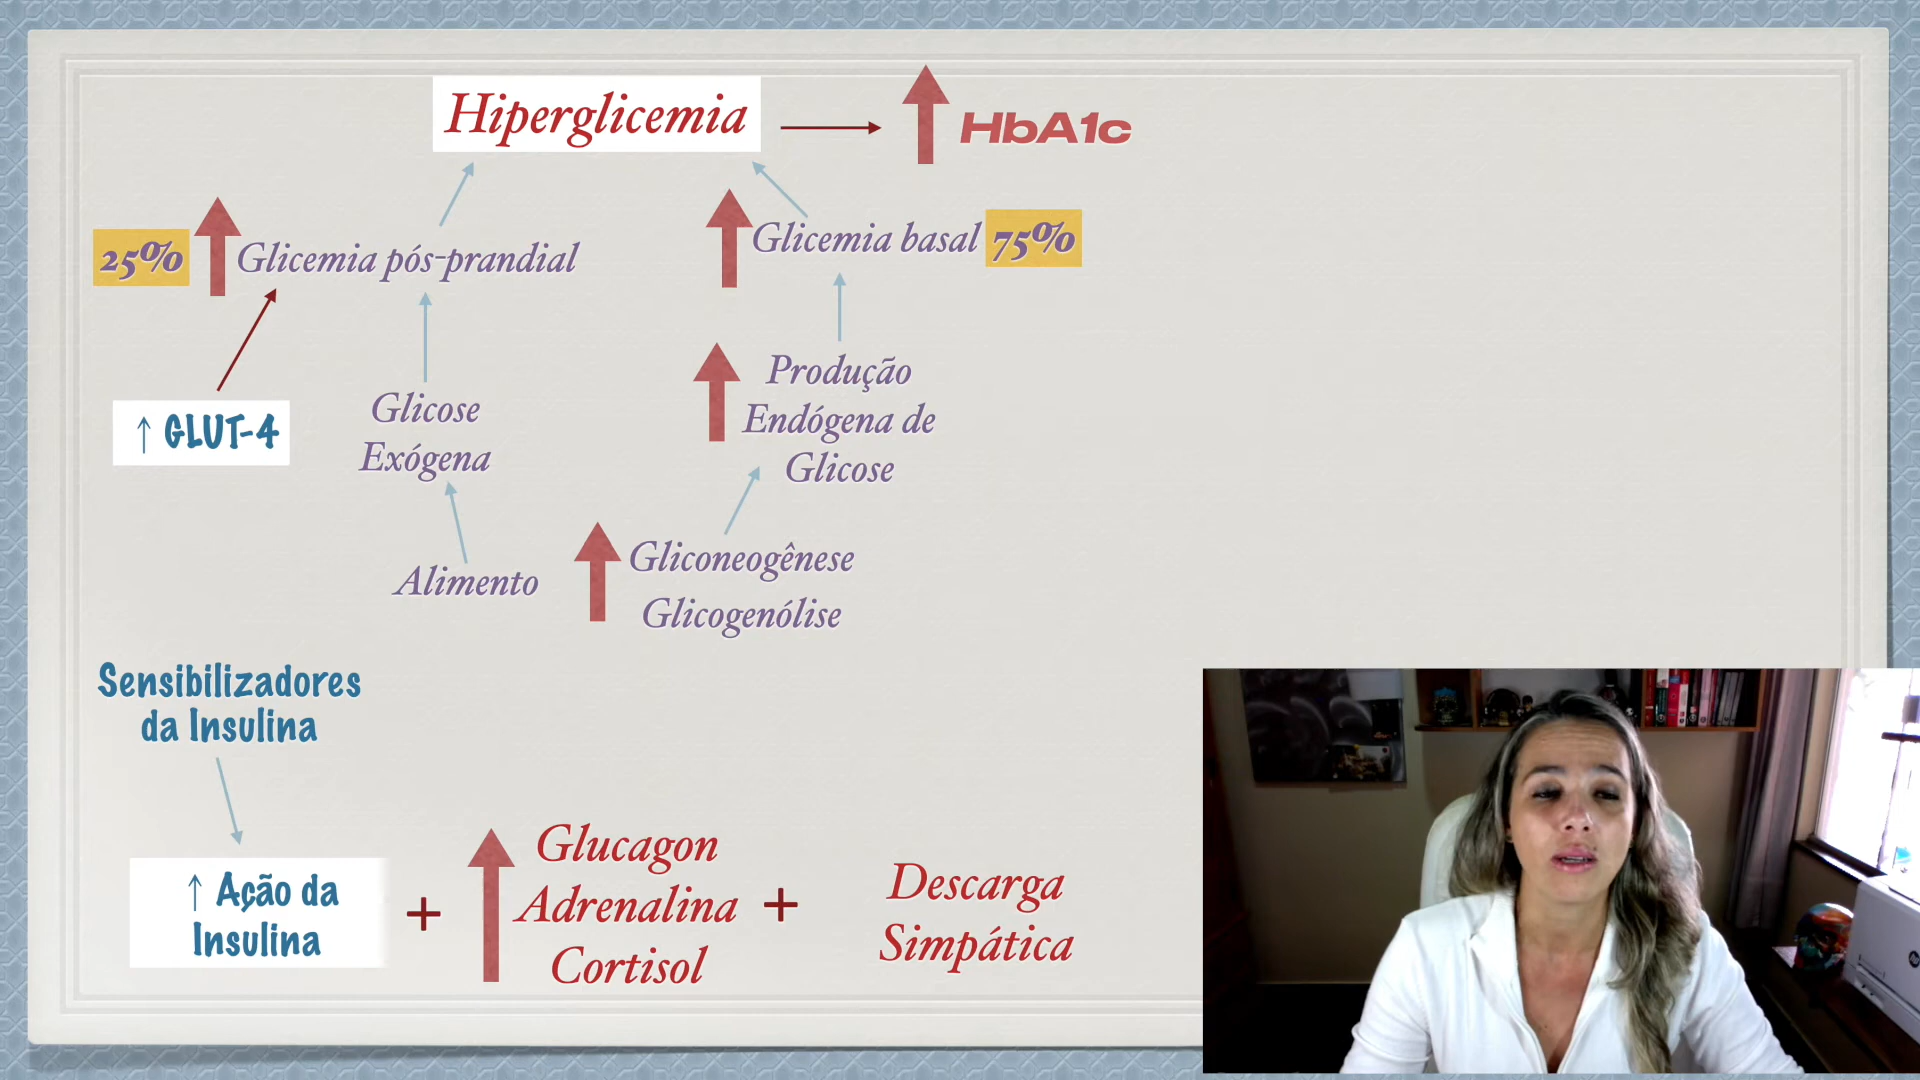 Hiperglicemia
HbA1c
25%
Glicemia pós-prandial
Glicemia basal
75%
↑ GLUT-4
Glicose
Exógena
Produção
Endógena de
Glicose
Alimento
Gliconeogênese
Glicogenólise
Sensibilizadores
da Insulina
↑ Ação da
Insulina
+
Glucagon
Adrenalina
Cortisol
+
Descarga
Simpática